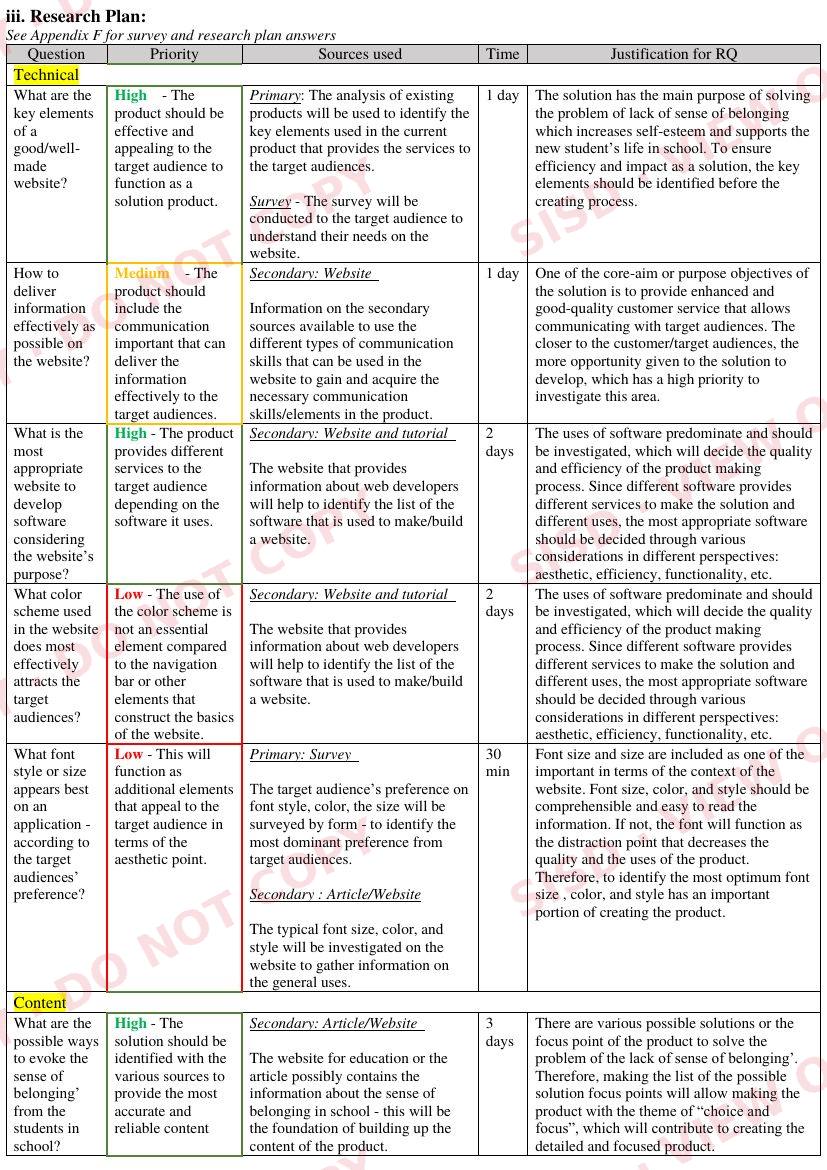 iii. Research Plan:
See Appendix F for survey and research plan answers
Question Priority Sources used Time Justification for RQ
Technical
What are the
key elements
of a
good/well-
made
website?
High - The
product should be
effective and
appealing to the
target audience to
function as a
solution product.
Primary: The analysis of existing
products will be used to identify the
key elements used in the current
product that provides the services to
the target audiences.
Survey - The survey will be
conducted to the target audience to
understand their needs on the
website.
1 day
The solution has the main purpose of solving
the problem of lack of sense of belonging
which increases self-esteem and supports the
new student's life in school. To ensure
efficiency and impact as a solution, the key
elements should be identified before the
creating process.
How to
deliver
information
effectively as
possible on
the website?
Medium - The
product should
include the
communication
important that can
deliver the
information
effectively to the
target audiences.
Secondary: Website
Information on the secondary
sources available to use the
different types of communication
skills that can be used in the
website to gain and acquire the
necessary communication
skills/elements in the product.
1 day
One of the core-aim or purpose objectives of
the solution is to provide enhanced and
good-quality customer service that allows
communicating with target audiences. The
closer to the customer/target audiences, the
more opportunity given to the solution to
develop, which has a high priority to
investigate this area.
What is the
most
appropriate
website to
develop
software
considering
the website's
purpose?
High - The product
provides different
services to the
target audience
depending on the
software it uses.
Secondary: Website and tutorial
The website that provides
information about web developers
will help to identify the list of the
software that is used to make/build
a website.
2
days
The uses of software predominate and should
be investigated, which will decide the quality
and efficiency of the product making
process. Since different software provides
different services to make the solution and
different uses, the most appropriate software
should be decided through various
considerations in different perspectives:
aesthetic, efficiency, functionality, etc.
What color
scheme used
in the website
does most
effectively
attracts the
target
audiences?
Low - The use of
the color scheme is
not an essential
element compared
to the navigation
bar or other
elements that
construct the basics
of the website.
Secondary: Website and tutorial
The website that provides
information about web developers
will help to identify the list of the
software that is used to make/build
a website.
2
days
The uses of software predominate and should
be investigated, which will decide the quality
and efficiency of the product making
process. Since different software provides
different services to make the solution and
different uses, the most appropriate software
should be decided through various
considerations in different perspectives:
aesthetic, efficiency, functionality, etc.
What font
style or size
appears best
on an
application -
according to
the target
audiences'
preference?
Low - This will
function as
additional elements
that appeal to the
target audience in
terms of the
aesthetic point.
Primary: Survey
The target audience's preference on
font style, color, the size will be
surveyed by form - to identify the
most dominant preference from
target audiences.
Secondary : Article/Website
The typical font size, color, and
style will be investigated on the
website to gather information on
the general uses.
30
min
Font size and size are included as one of the
important in terms of the context of the
website. Font size, color, and style should be
comprehensible and easy to read the
information. If not, the font will function as
the distraction point that decreases the
quality and the uses of the product.
Therefore, to identify the most optimum font
size , color, and style has an important
portion of creating the product.
Content
What are the
possible ways
to evoke the
sense of
belonging'
from the
students in
school?
High - The
solution should be
identified with the
various sources to
provide the most
accurate and
reliable content
Secondary: Article/Website
The website for education or the
article possibly contains the
information about the sense of
belonging in school - this will be
the foundation of building up the
content of the product.
3
days
There are various possible solutions or the
focus point of the product to solve the
problem of the lack of sense of belonging'.
Therefore, making the list of the possible
solution focus points will allow making the
product with the theme of "choice and
focus", which will contribute to creating the
detailed and focused product.
DO NOT COPY
SISD - VIEW O
DO NOT COPY
SISD - VIEW O
DO NOT COPY
SISD - VIEW O